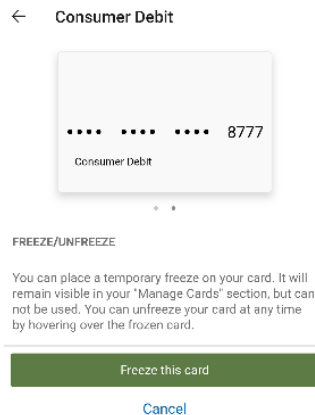 ← Consumer Debit
•••• •••• •••• 8777
Consumer Debit
FREEZE/UNFREEZE
You can place a temporary freeze on your card. It will
remain visible in your "Manage Cards" section, but can
not be used. You can unfreeze your card at any time
by hovering over the frozen card.
Freeze this card
Cancel